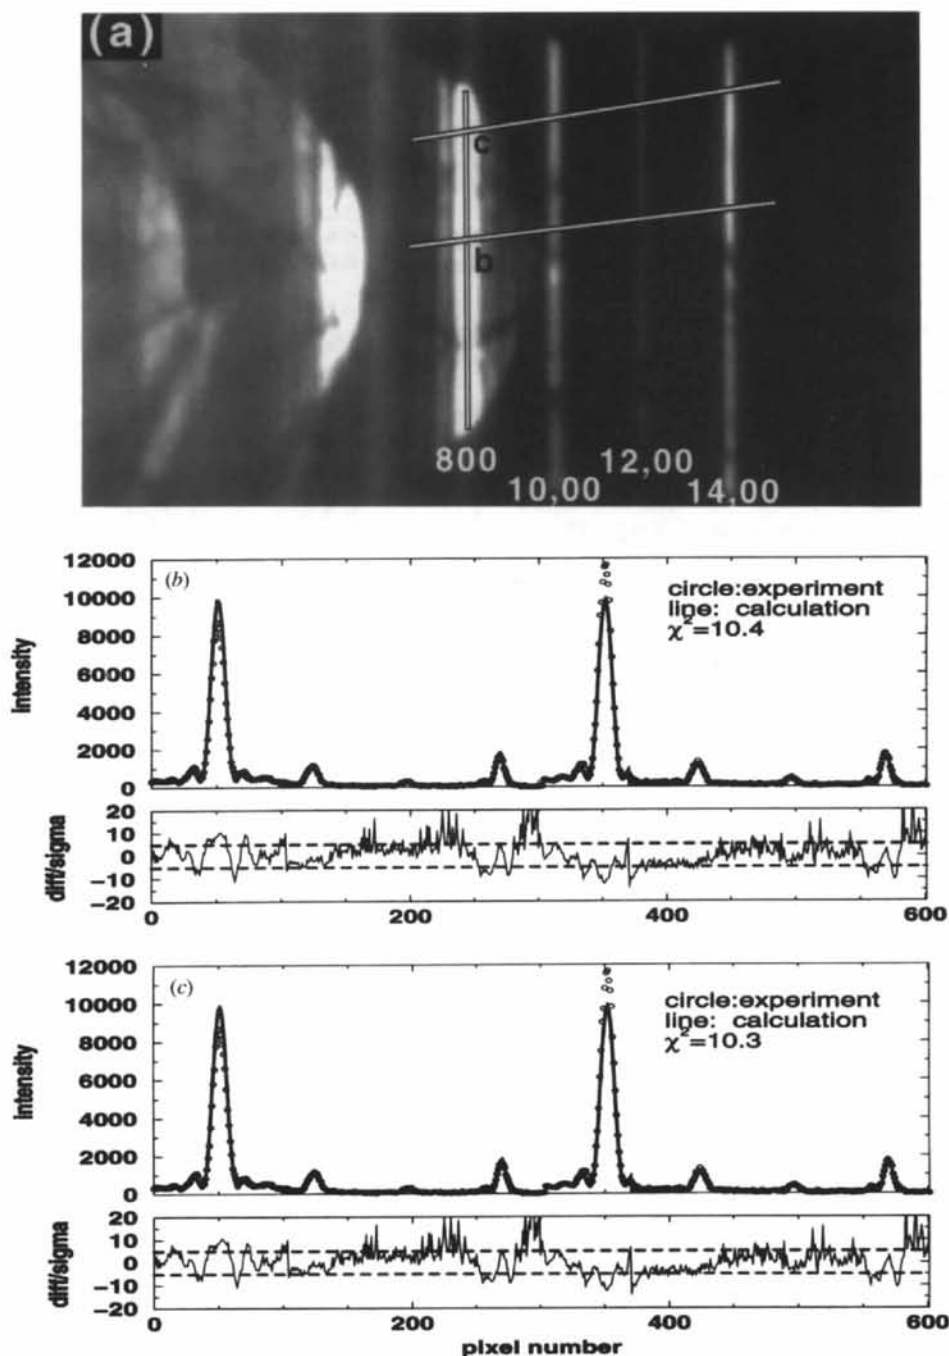 (a)
c
b
800
12,00
10,00
14,00
12000
10000
8000
6000
4000
2000
0
intensity
(b)
circle:experiment
line: calculation
χ²=10.4
20
10
0
−10
−20
diff/sigma
0
200
400
600
12000
10000
8000
6000
4000
2000
0
intensity
(c)
circle:experiment
line: calculation
χ²=10.3
20
10
0
−10
−20
diff/sigma
0
200
400
600
pixel number